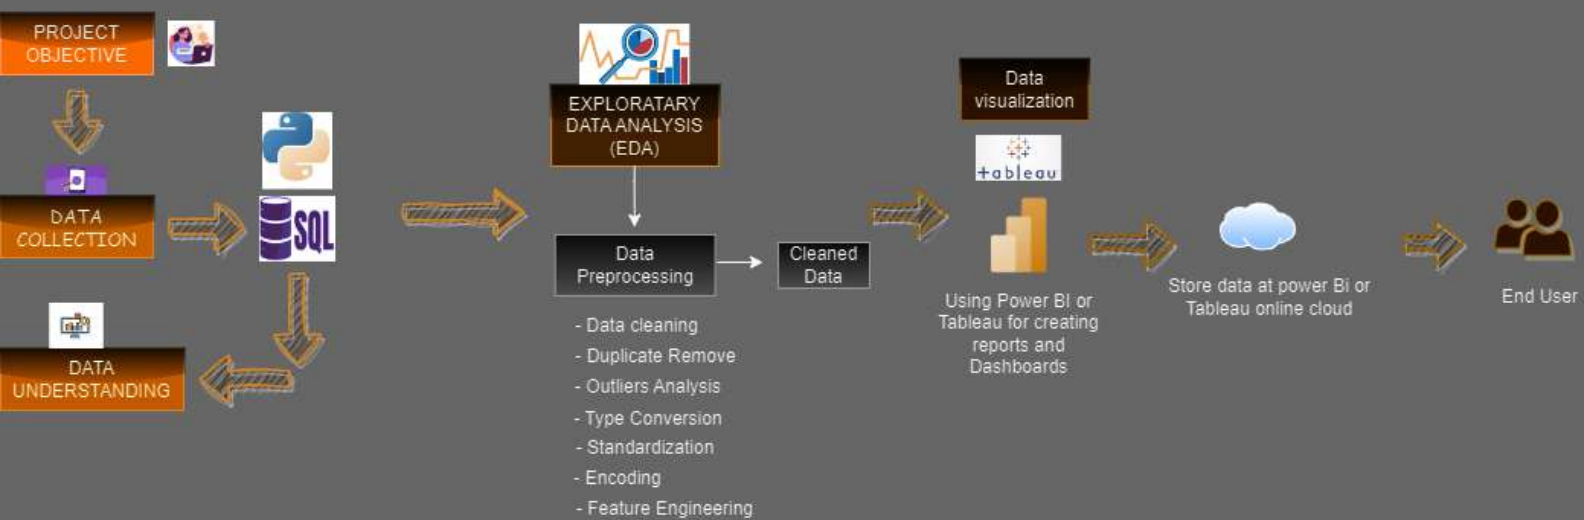 PROJECT
OBJECTIVE
DATA
COLLECTION
SQL
DATA
UNDERSTANDING
EXPLORATARY
DATA ANALYSIS
(EDA)
Data
Preprocessing
- Data cleaning
- Duplicate Remove
- Outliers Analysis
- Type Conversion
- Standardization
- Encoding
- Feature Engineering
Cleaned
Data
Data
visualization
+ableau
Using Power BI or
Tableau for creating
reports and
Dashboards
Store data at power Bi or
Tableau online cloud
End User